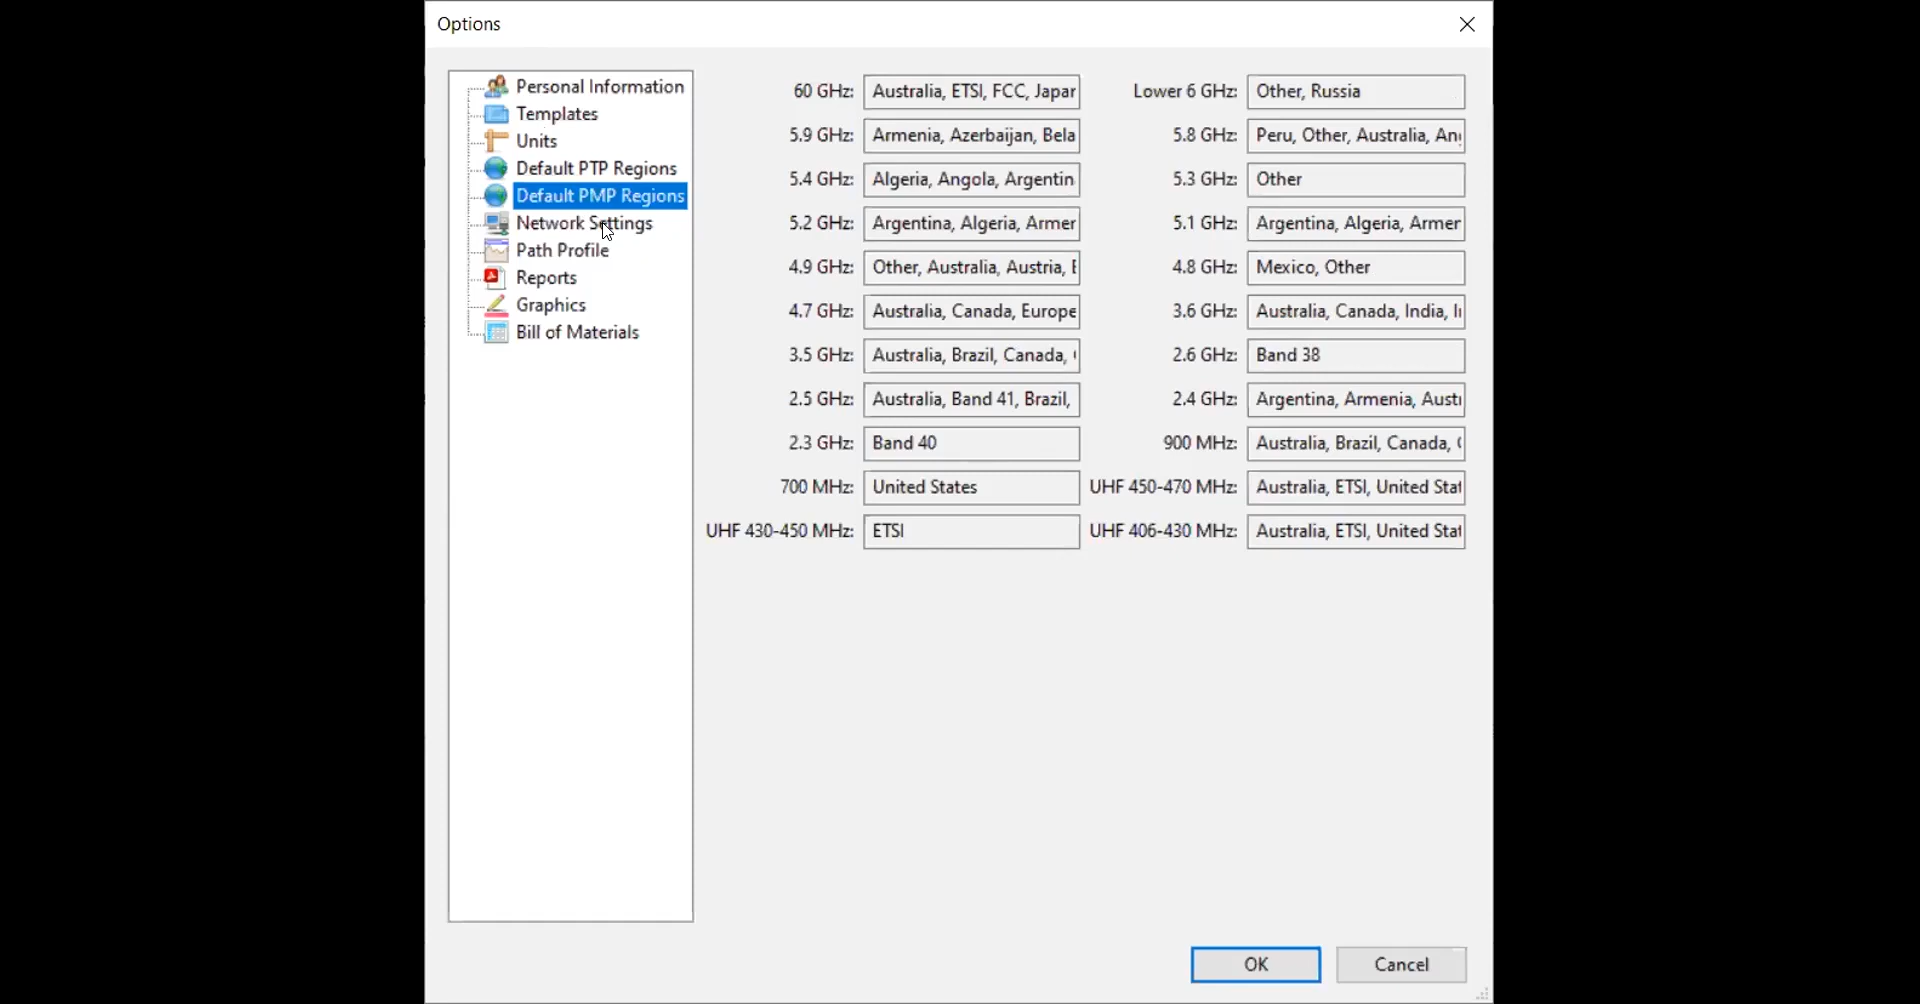 Options
Personal Information
Templates
Units
Default PTP Regions
Default PMP Regions
Network Settings
Path Profile
Reports
Graphics
Bill of Materials
60 GHz: Australia, ETSI, FCC, Japar Lower 6 GHz: Other, Russia
5.9 GHz: Armenia, Azerbaijan, Bela 5.8 GHz: Peru, Other, Australia, An
5.4 GHz: Algeria, Angola, Argentin 5.3 GHz: Other
5.2 GHz: Argentina, Algeria, Armer 5.1 GHz: Argentina, Algeria, Armer
4.9 GHz: Other, Australia, Austria, 4.8 GHz: Mexico, Other
4.7 GHz: Australia, Canada, Europe 3.6 GHz: Australia, Canada, India,
3.5 GHz: Australia, Brazil, Canada, 2.6 GHz: Band 38
2.5 GHz: Australia, Band 41, Brazil, 2.4 GHz: Argentina, Armenia, Aust
2.3 GHz: Band 40 900 MHz: Australia, Brazil, Canada,
700 MHz: United States UHF 450-470 MHz: Australia, ETSI, United Stat
UHF 430-450 MHz: ETSI UHF 406-430 MHz: Australia, ETSI, United Stat
OK Cancel